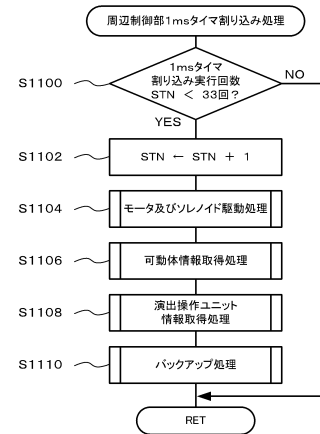 周辺制御部1msタイマ割り込み処理
1msタイマ
割り込み実行回数
STN < 33回?
NO
S1100
YES
S1102
STN ← STN + 1
S1104
モータ及びソレノイド駆動処理
S1106
可動体情報取得処理
S1108
演出操作ユニット
情報取得処理
S1110
バックアップ処理
RET